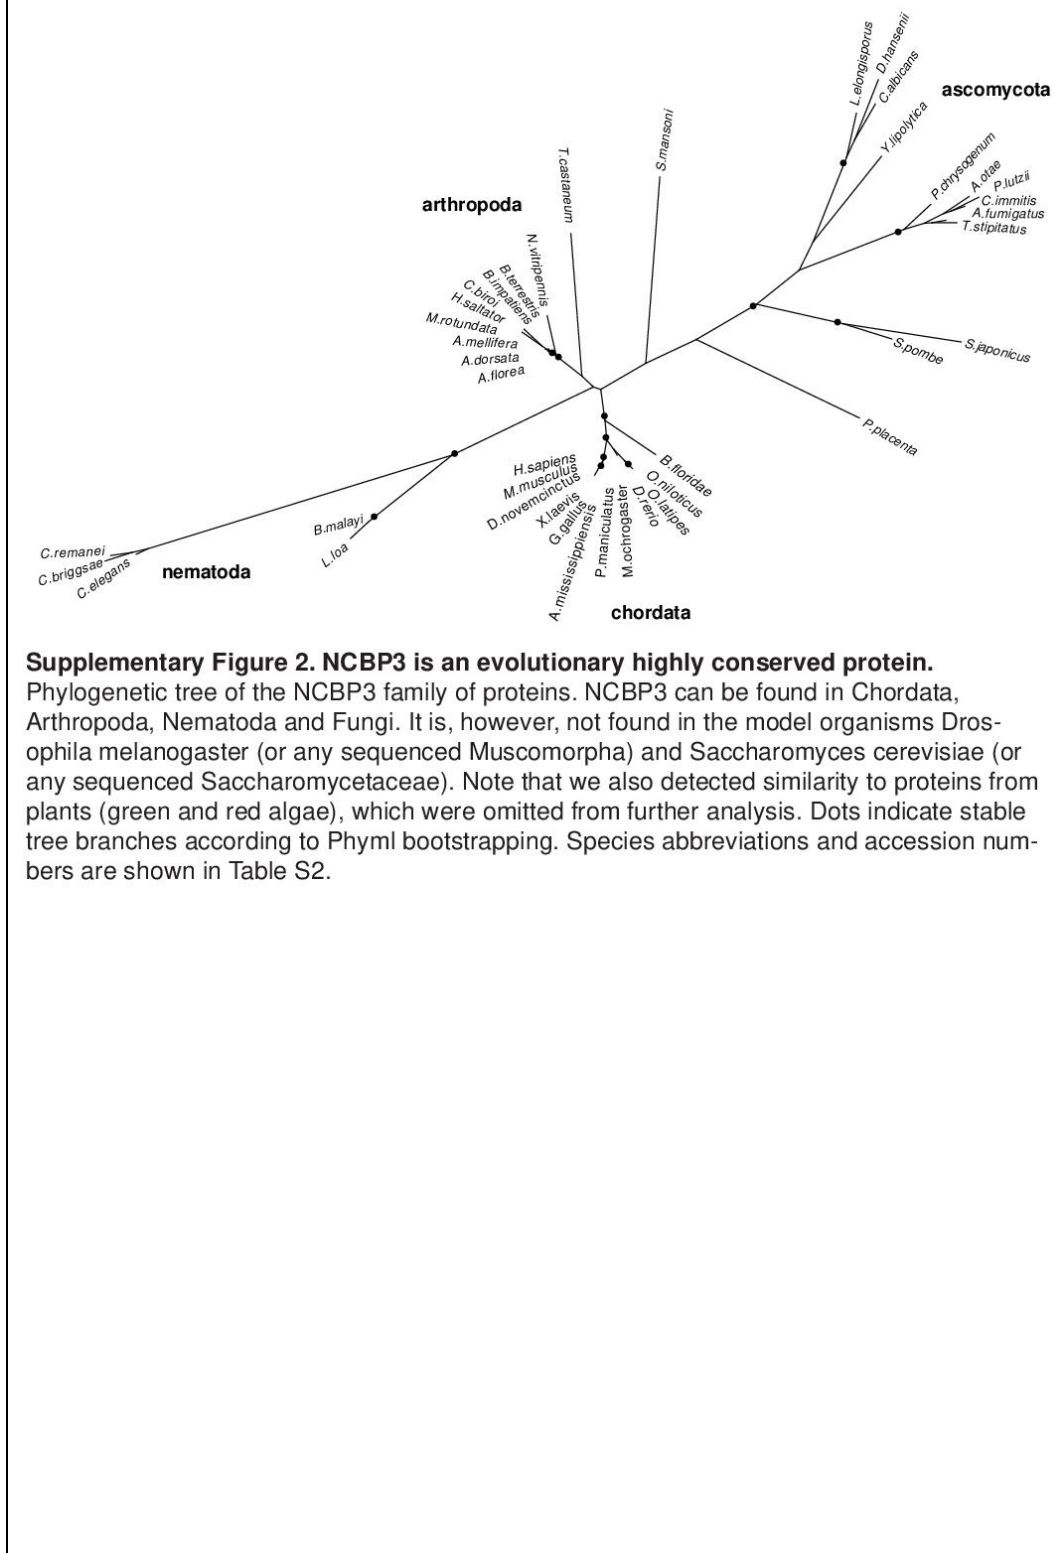 L.elongisporus
D.hansenii
C.albicans
ascomycota
Y.lipolytica
P.chrysogenum
A.otae
P.lutzii
C.immitis
A.fumigatus
T.stipitatus
S.mansoni
T.castaneum
arthropoda
N.vitripennis
B.terrestris
B.impatiens
C.biroi
H.saltator
M.rotundata
A.mellifera
A.dorsata
A.florea
S.pombe
S.japonicus
P.placenta
B.floridae
O.niloticus
O.latipes
D.rerio
M.ochrogaster
P.maniculatus
A.mississippiensis
G.gallus
X.laevis
D.novemcinctus
M.musculus
H.sapiens
chordata
B.malayi
L.loa
C.remanei
C.briggsae
C.elegans
nematoda
Supplementary Figure 2. NCBP3 is an evolutionary highly conserved protein.
Phylogenetic tree of the NCBP3 family of proteins. NCBP3 can be found in Chordata,
Arthropoda, Nematoda and Fungi. It is, however, not found in the model organisms Dros-
ophila melanogaster (or any sequenced Muscomorpha) and Saccharomyces cerevisiae (or
any sequenced Saccharomycetaceae). Note that we also detected similarity to proteins from
plants (green and red algae), which were omitted from further analysis. Dots indicate stable
tree branches according to Phyml bootstrapping. Species abbreviations and accession num-
bers are shown in Table S2.